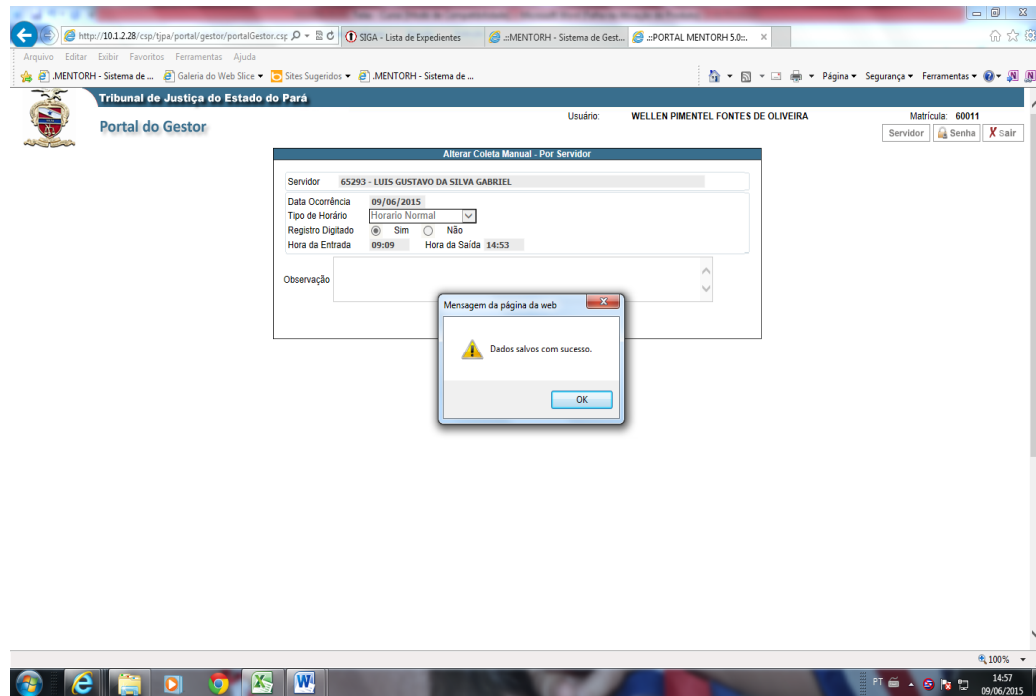 http://10.1.2.28/csp/tjpa/portal/gestor/portalGestor.csp
SIGA - Lista de Expedientes
.::MENTORH - Sistema de Gest...
.::PORTAL MENTORH 5.0::.
Arquivo Editar Exibir Favoritos Ferramentas Ajuda
.MENTORH - Sistema de ... Galeria do Web Slice Sites Sugeridos .MENTORH - Sistema de ... Página Segurança Ferramentas
Tribunal de Justiça do Estado do Pará
Portal do Gestor
Usuário: WELLEN PIMENTEL FONTES DE OLIVEIRA Matrícula: 60011
Servidor Senha X Sair
Alterar Coleta Manual - Por Servidor
Servidor 65293 - LUIS GUSTAVO DA SILVA GABRIEL
Data Ocorrência 09/06/2015
Tipo de Horário Horario Normal
Registro Digitado Sim Não
Hora da Entrada 09:09 Hora da Saída 14:53
Observação
Mensagem da página da web
Dados salvos com sucesso.
OK
100%
PT 14:57
09/06/2015